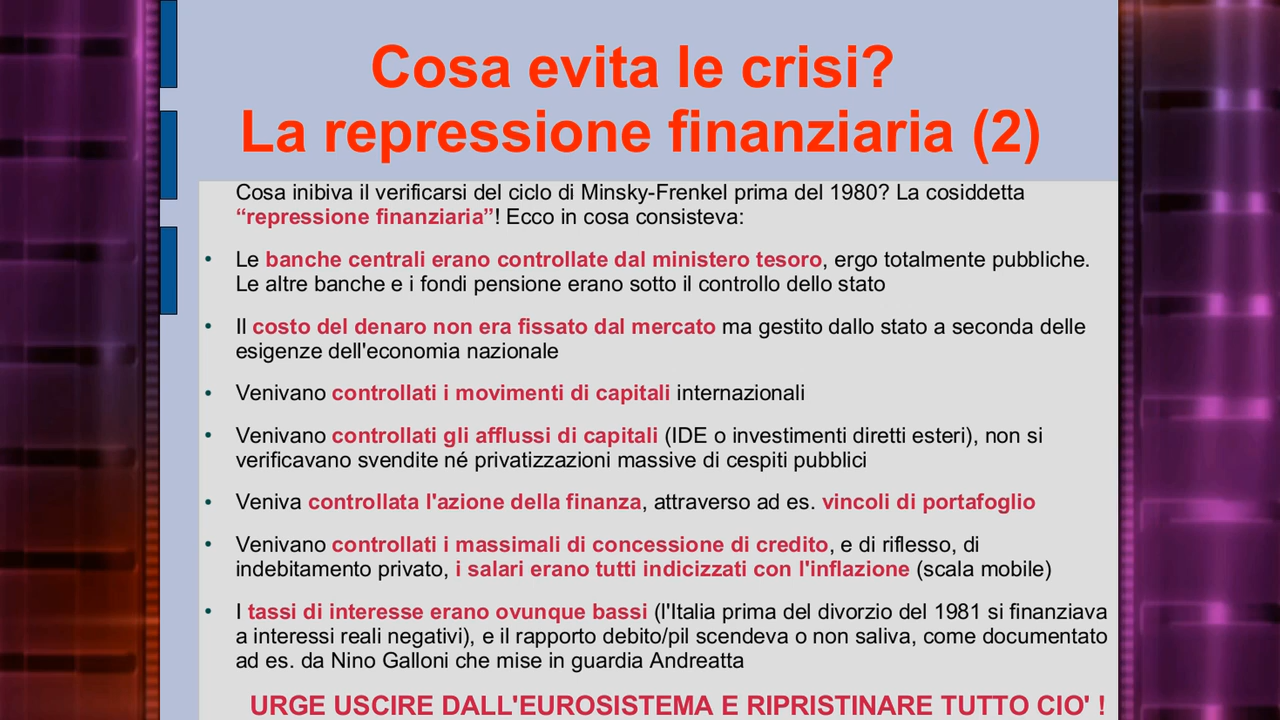 Cosa evita le crisi?
La repressione finanziaria (2)
Cosa inibiva il verificarsi del ciclo di Minsky-Frenkel prima del 1980? La cosiddetta
“repressione finanziaria”! Ecco in cosa consisteva:
• Le banche centrali erano controllate dal ministero tesoro, ergo totalmente pubbliche.
Le altre banche e i fondi pensione erano sotto il controllo dello stato
• Il costo del denaro non era fissato dal mercato ma gestito dallo stato a seconda delle
esigenze dell'economia nazionale
• Venivano controllati i movimenti di capitali internazionali
• Venivano controllati gli afflussi di capitali (IDE o investimenti diretti esteri), non si
verificavano svendite né privatizzazioni massive di cespiti pubblici
• Veniva controllata l'azione della finanza, attraverso ad es. vincoli di portafoglio
• Venivano controllati i massimali di concessione di credito, e di riflesso, di
indebitamento privato, i salari erano tutti indicizzati con l'inflazione (scala mobile)
• I tassi di interesse erano ovunque bassi (l'Italia prima del divorzio del 1981 si finanziava
a interessi reali negativi), e il rapporto debito/pil scendeva o non saliva, come documentato
ad es. da Nino Galloni che mise in guardia Andreatta
URGE USCIRE DALL'EUROSISTEMA E RIPRISTINARE TUTTO CIO' !